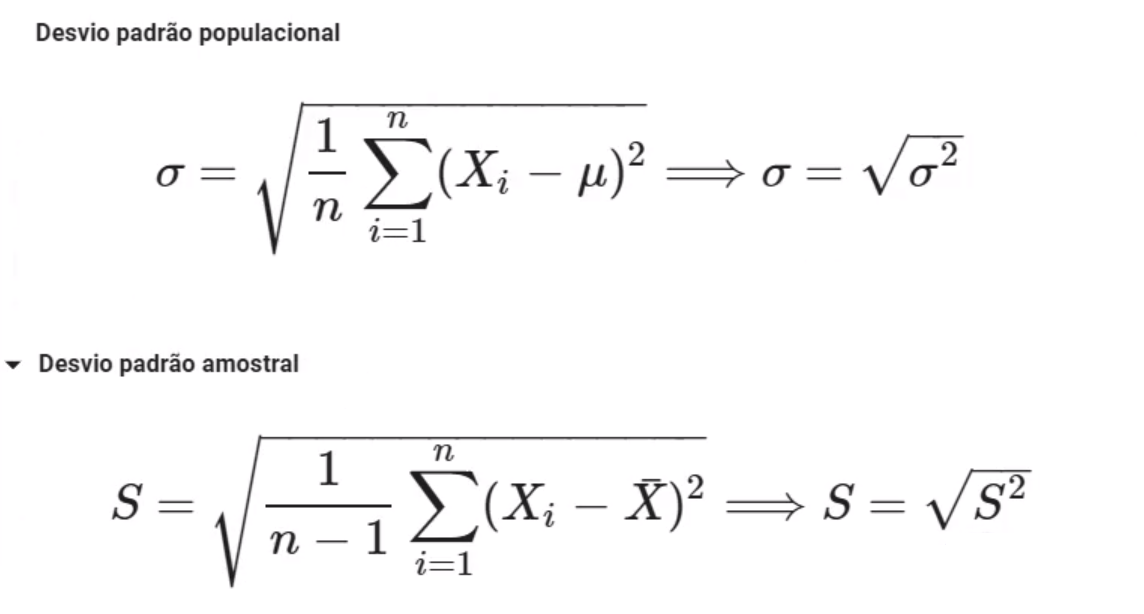 Desvio padrão populacional
σ = √(1/n ∑_{i=1}^{n} (X_i − μ)²) ⟹ σ = √σ²
Desvio padrão amostral
S = √(1/(n − 1) ∑_{i=1}^{n} (X_i − X̄)²) ⟹ S = √S²